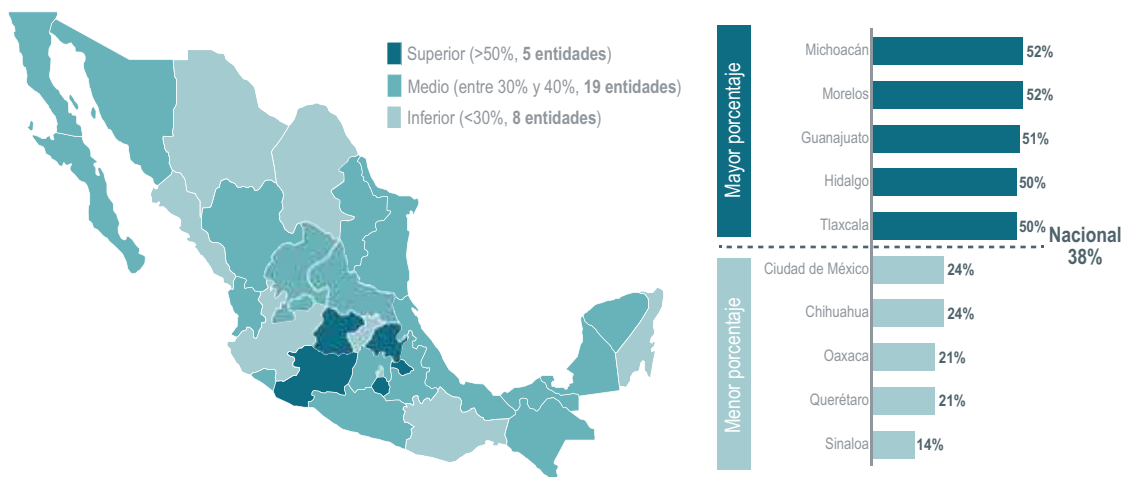 Superior (>50%, 5 entidades)
Medio (entre 30% y 40%, 19 entidades)
Inferior (<30%, 8 entidades)
Mayor porcentaje
Michoacán 52%
Morelos 52%
Guanajuato 51%
Hidalgo 50%
Tlaxcala 50%
Nacional
38%
Menor porcentaje
Ciudad de México 24%
Chihuahua 24%
Oaxaca 21%
Querétaro 21%
Sinaloa 14%